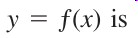 y = f(x) is